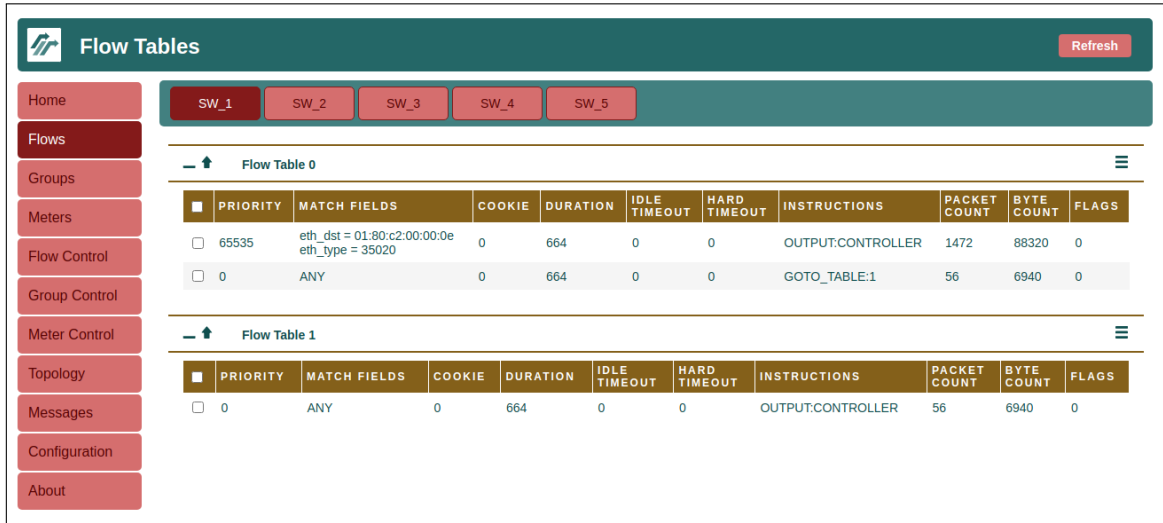 Flow Tables
Refresh
Home
Flows
Groups
Meters
Flow Control
Group Control
Meter Control
Topology
Messages
Configuration
About
SW_1 SW_2 SW_3 SW_4 SW_5
Flow Table 0
PRIORITY MATCH FIELDS COOKIE DURATION IDLE TIMEOUT HARD TIMEOUT INSTRUCTIONS PACKET COUNT BYTE COUNT FLAGS
65535 eth_dst = 01:80:c2:00:00:0e 0 664 0 0 OUTPUT:CONTROLLER 1472 88320 0
eth_type = 35020
0 ANY 0 664 0 0 GOTO_TABLE:1 56 6940 0
Flow Table 1
PRIORITY MATCH FIELDS COOKIE DURATION IDLE TIMEOUT HARD TIMEOUT INSTRUCTIONS PACKET COUNT BYTE COUNT FLAGS
0 ANY 0 664 0 0 OUTPUT:CONTROLLER 56 6940 0